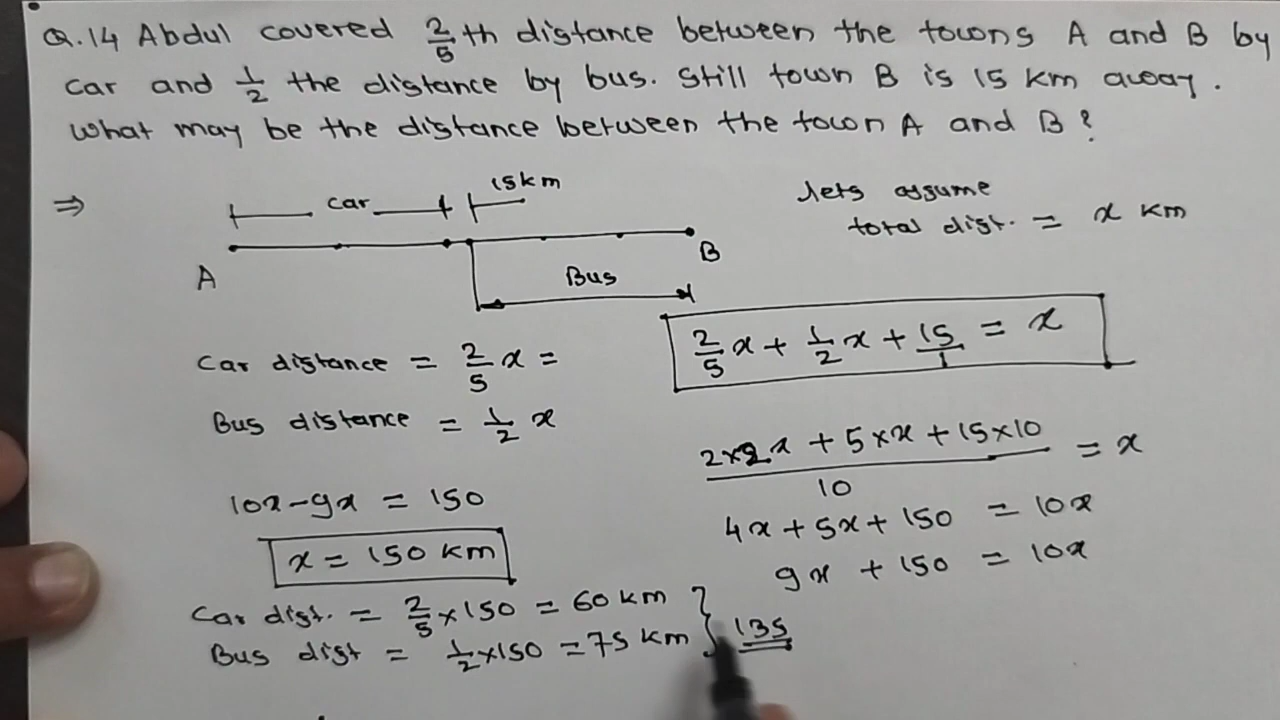 Q.14 Abdul covered 2/5 th distance between the towns A and B by
car and 1/2 the distance by bus. Still town B is 15 km away.
What may be the distance between the town A and B?
⇒
car
15km
A
B
Bus
lets assume
total dist. = x km
Car distance = 2/5 x =
Bus distance = 1/2 x
2/5 x + 1/2 x + 15/1 = x
(2×2x + 5×x + 15×10)/10 = x
4x + 5x + 150 = 10x
9x + 150 = 10x
10x - 9x = 150
x = 150 km
Car dist. = 2/5 × 150 = 60 km
Bus dist = 1/2 × 150 = 75 km } 135